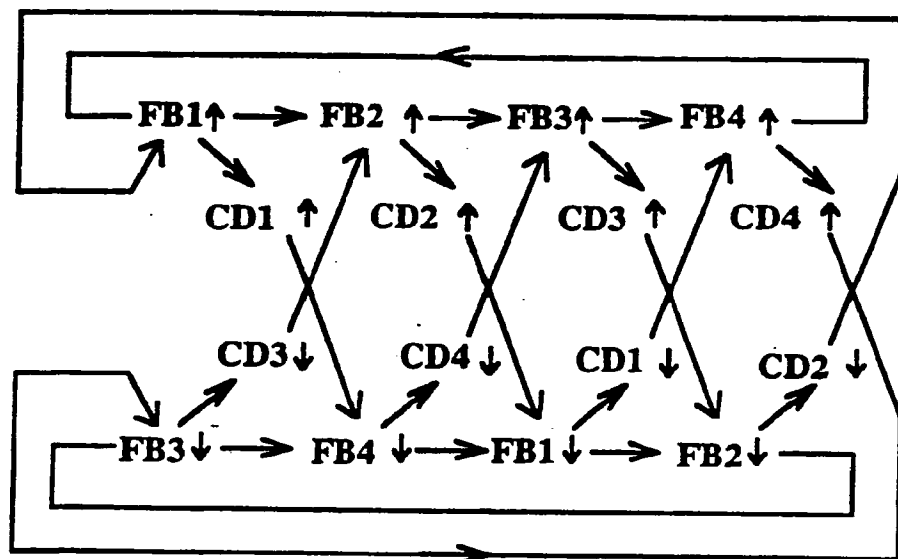 FB1↑ FB2 ↑ FB3↑ FB4 ↑
CD1 ↑ CD2 ↑ CD3 ↑ CD4 ↑
CD3↓ CD4 ↓ CD1 ↓ CD2 ↓
FB3↓ FB4 ↓ FB1↓ FB2↓